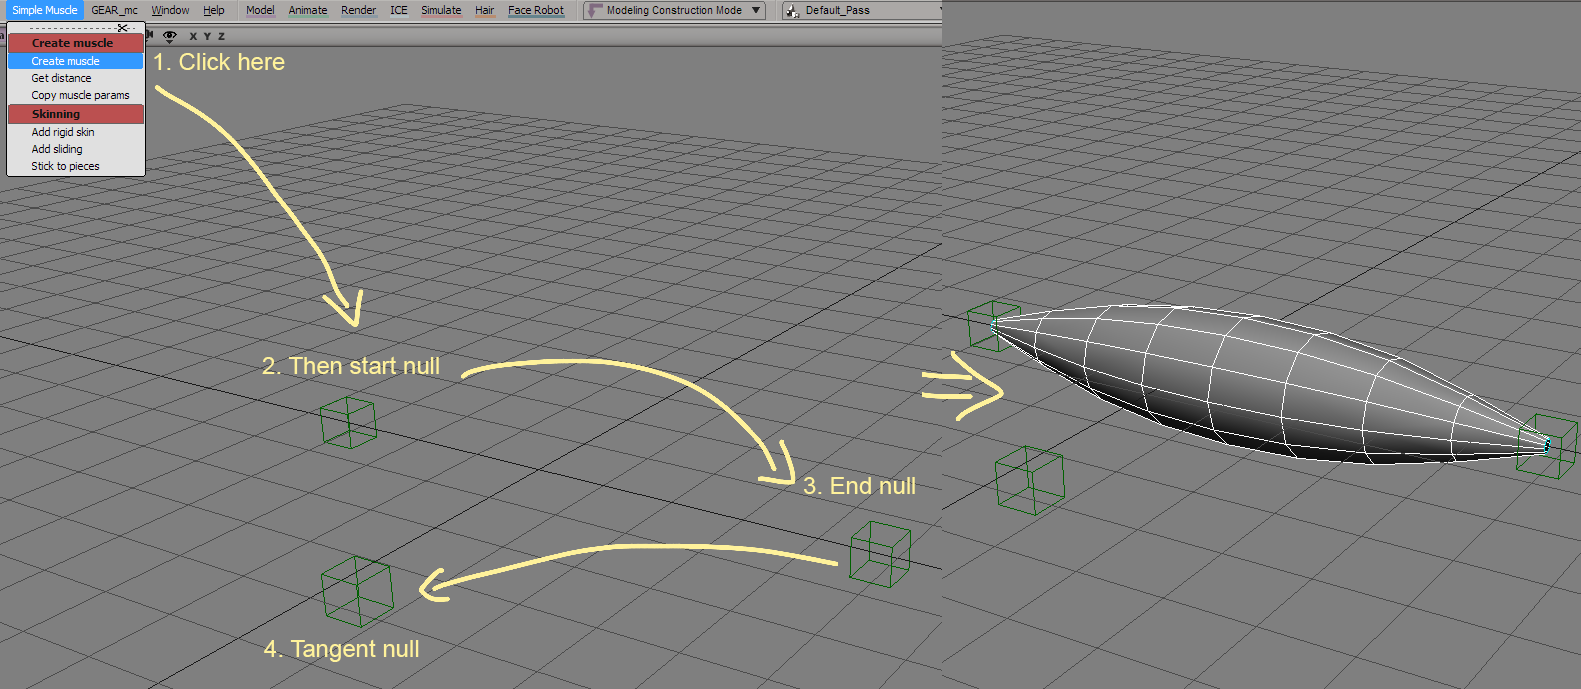 Simple Muscle GEAR_mc Window Help Model Animate Render ICE Simulate Hair Face Robot Modeling Construction Mode Default_Pass
a X Y Z
Create muscle
Create muscle
Get distance
Copy muscle params
Skinning
Add rigid skin
Add sliding
Stick to pieces
1. Click here
2. Then start null
3. End null
4. Tangent null